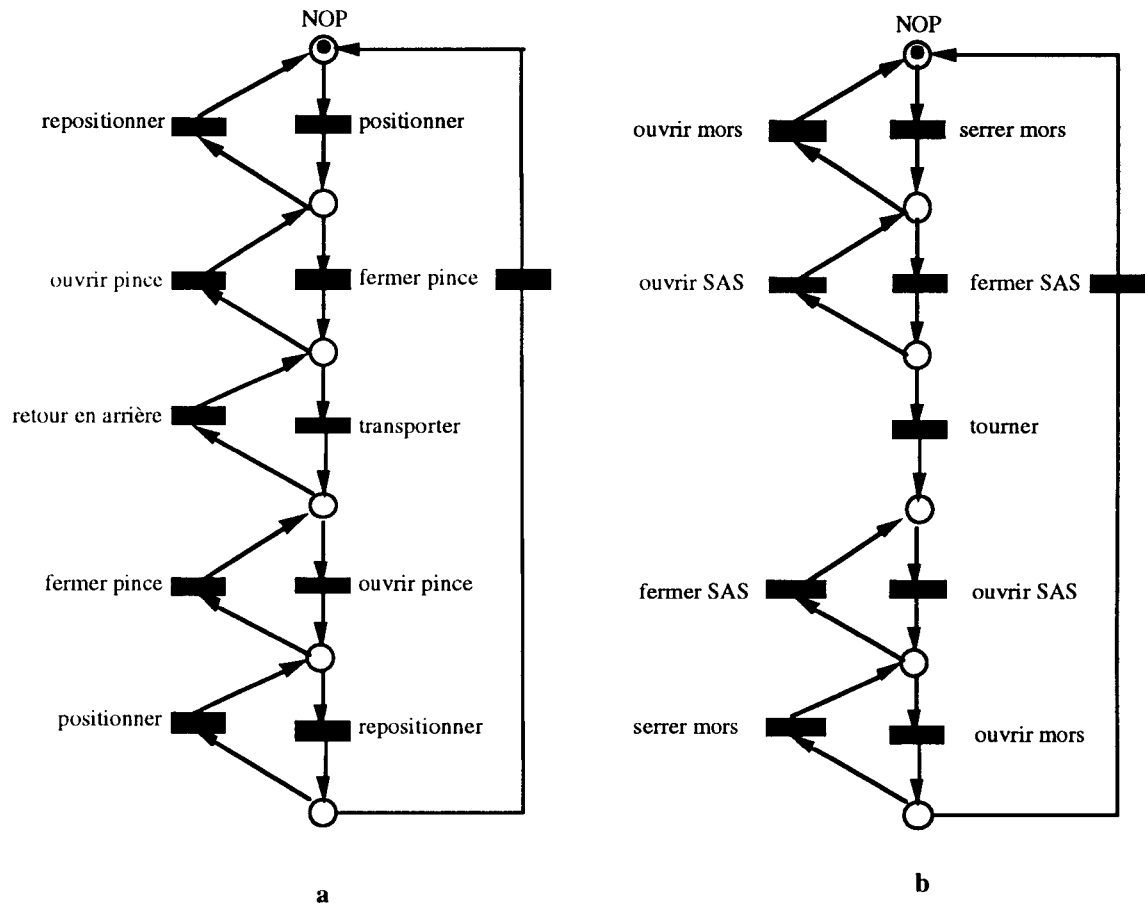 NOP
repositionner
positionner
ouvrir pince
fermer pince
retour en arrière
transporter
fermer pince
ouvrir pince
positionner
repositionner
a
NOP
ouvrir mors
serrer mors
ouvrir SAS
fermer SAS
tourner
fermer SAS
ouvrir SAS
serrer mors
ouvrir mors
b